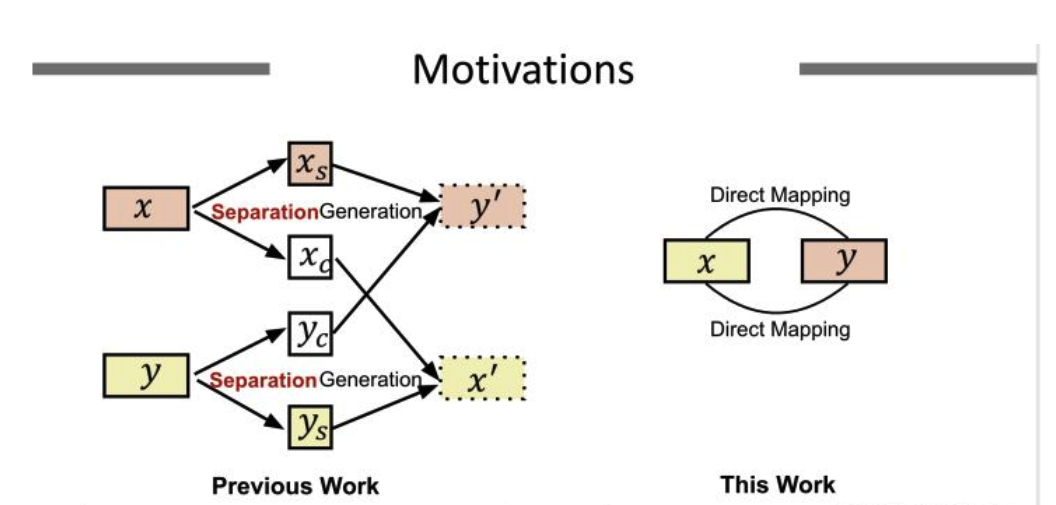 Motivations
x
x_s
Separation Generation
x_c
y'
y
y_c
Separation Generation
y_s
x'
Previous Work
Direct Mapping
x
y
Direct Mapping
This Work